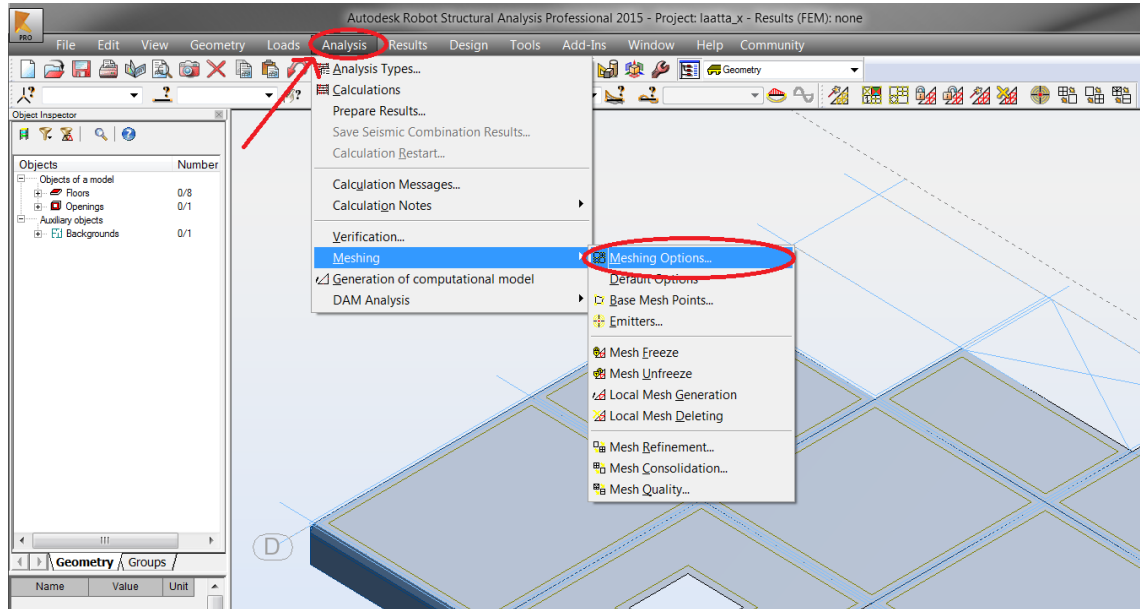 Autodesk Robot Structural Analysis Professional 2015 - Project: laatta_x - Results (FEM): none
PRO
File Edit View Geometry Loads Analysis Results Design Tools Add-Ins Window Help Community
Geometry
Object Inspector
Objects Number
Objects of a model
Floors 0/8
Openings 0/1
Auxiliary objects
Backgrounds 0/1
Analysis Types...
Calculations
Prepare Results...
Save Seismic Combination Results...
Calculation Restart...
Calculation Messages...
Calculation Notes
Verification...
Meshing
Generation of computational model
DAM Analysis
Meshing Options...
Default Options
Base Mesh Points...
Emitters...
Mesh Freeze
Mesh Unfreeze
Local Mesh Generation
Local Mesh Deleting
Mesh Refinement...
Mesh Consolidation...
Mesh Quality...
D
Geometry Groups
Name Value Unit